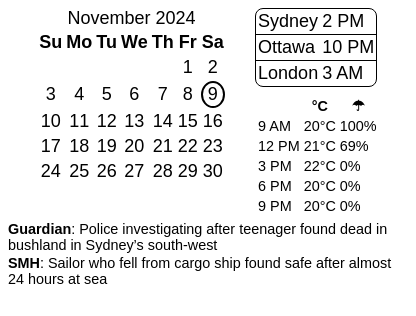 November 2024
Su Mo Tu We Th Fr Sa
1 2
3 4 5 6 7 8 9
10 11 12 13 14 15 16
17 18 19 20 21 22 23
24 25 26 27 28 29 30
Sydney 2 PM
Ottawa 10 PM
London 3 AM
°C ☂
9 AM 20°C 100%
12 PM 21°C 69%
3 PM 22°C 0%
6 PM 20°C 0%
9 PM 20°C 0%
Guardian: Police investigating after teenager found dead in
bushland in Sydney's south-west
SMH: Sailor who fell from cargo ship found safe after almost
24 hours at sea